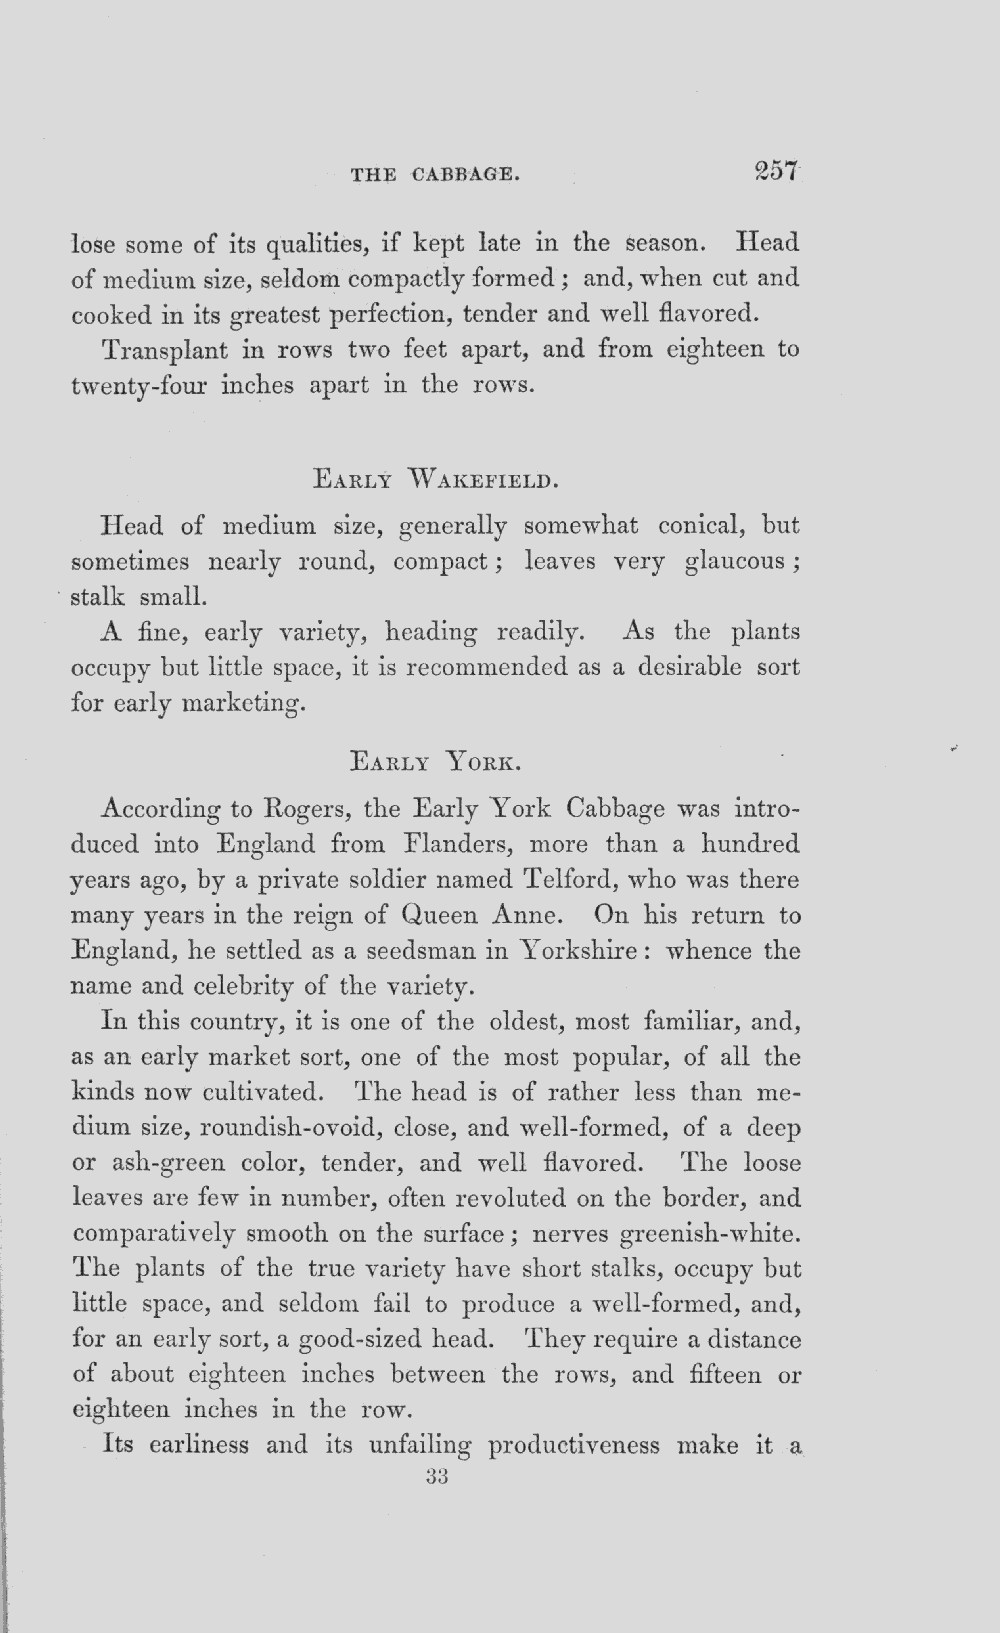 THE CABBAGE. 257
lose some of its qualities, if kept late in the season. Head
of medium size, seldom compactly formed; and, when cut and
cooked in its greatest perfection, tender and well flavored.
Transplant in rows two feet apart, and from eighteen to
twenty-four inches apart in the rows.
EARLY WAKEFIELD.
Head of medium size, generally somewhat conical, but
sometimes nearly round, compact; leaves very glaucous;
stalk small.
A fine, early variety, heading readily. As the plants
occupy but little space, it is recommended as a desirable sort
for early marketing.
EARLY YORK.
According to Rogers, the Early York Cabbage was intro-
duced into England from Flanders, more than a hundred
years ago, by a private soldier named Telford, who was there
many years in the reign of Queen Anne. On his return to
England, he settled as a seedsman in Yorkshire: whence the
name and celebrity of the variety.
In this country, it is one of the oldest, most familiar, and,
as an early market sort, one of the most popular, of all the
kinds now cultivated. The head is of rather less than me-
dium size, roundish-ovoid, close, and well-formed, of a deep
or ash-green color, tender, and well flavored. The loose
leaves are few in number, often revoluted on the border, and
comparatively smooth on the surface; nerves greenish-white.
The plants of the true variety have short stalks, occupy but
little space, and seldom fail to produce a well-formed, and,
for an early sort, a good-sized head. They require a distance
of about eighteen inches between the rows, and fifteen or
eighteen inches in the row.
Its earliness and its unfailing productiveness make it a
33